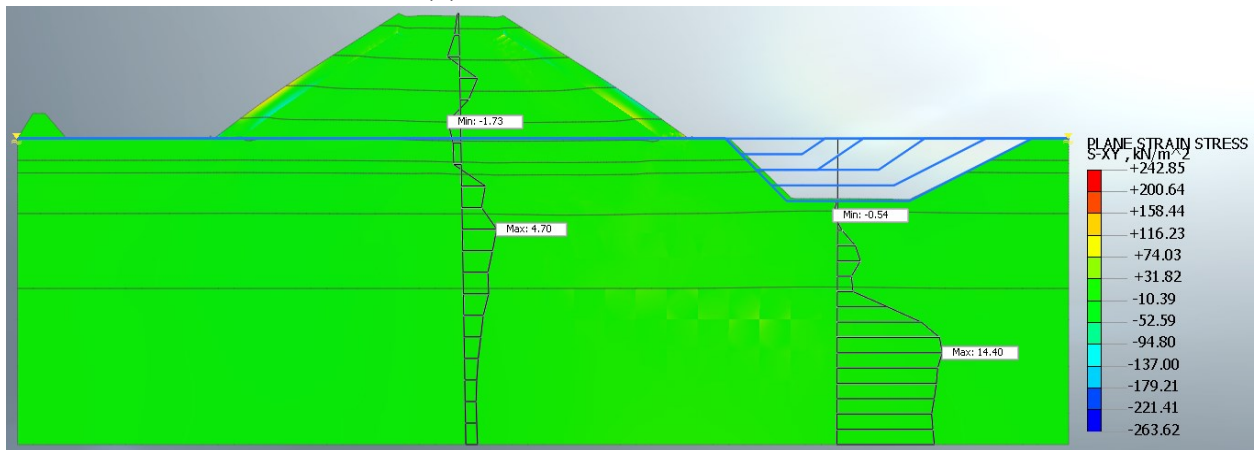 Min: -1.73
Max: 4.70
Min: -0.54
Max: 14.40
PLANE STRAIN STRESS
S-XY , kN/m^2
+242.85
+200.64
+158.44
+116.23
+74.03
+31.82
-10.39
-52.59
-94.80
-137.00
-179.21
-221.41
-263.62